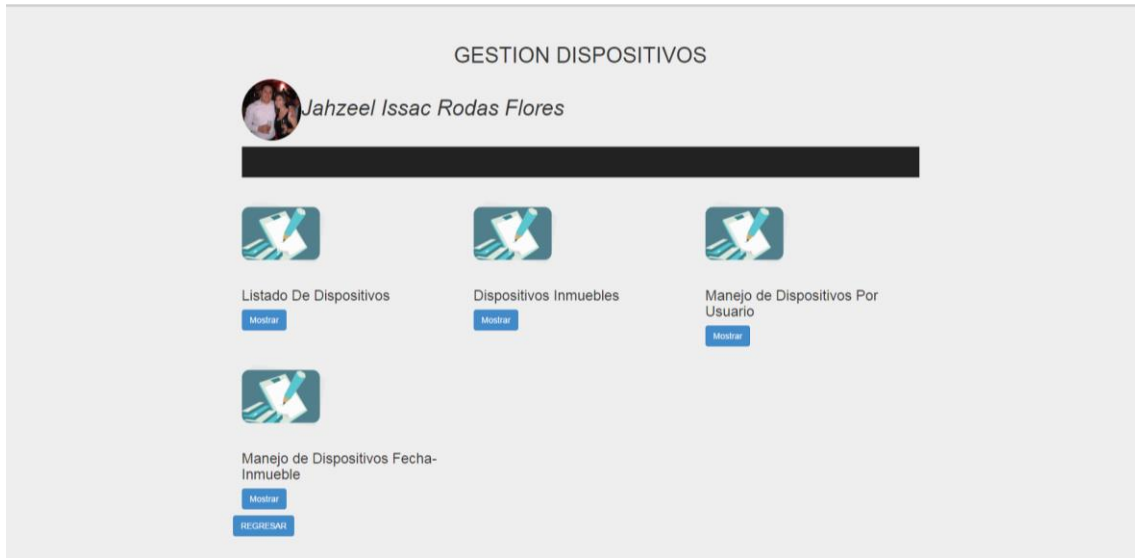 GESTION DISPOSITIVOS
Jahzeel Issac Rodas Flores
Listado De Dispositivos
Mostrar
Dispositivos Inmuebles
Mostrar
Manejo de Dispositivos Por
Usuario
Mostrar
Manejo de Dispositivos Fecha-
Inmueble
Mostrar
REGRESAR